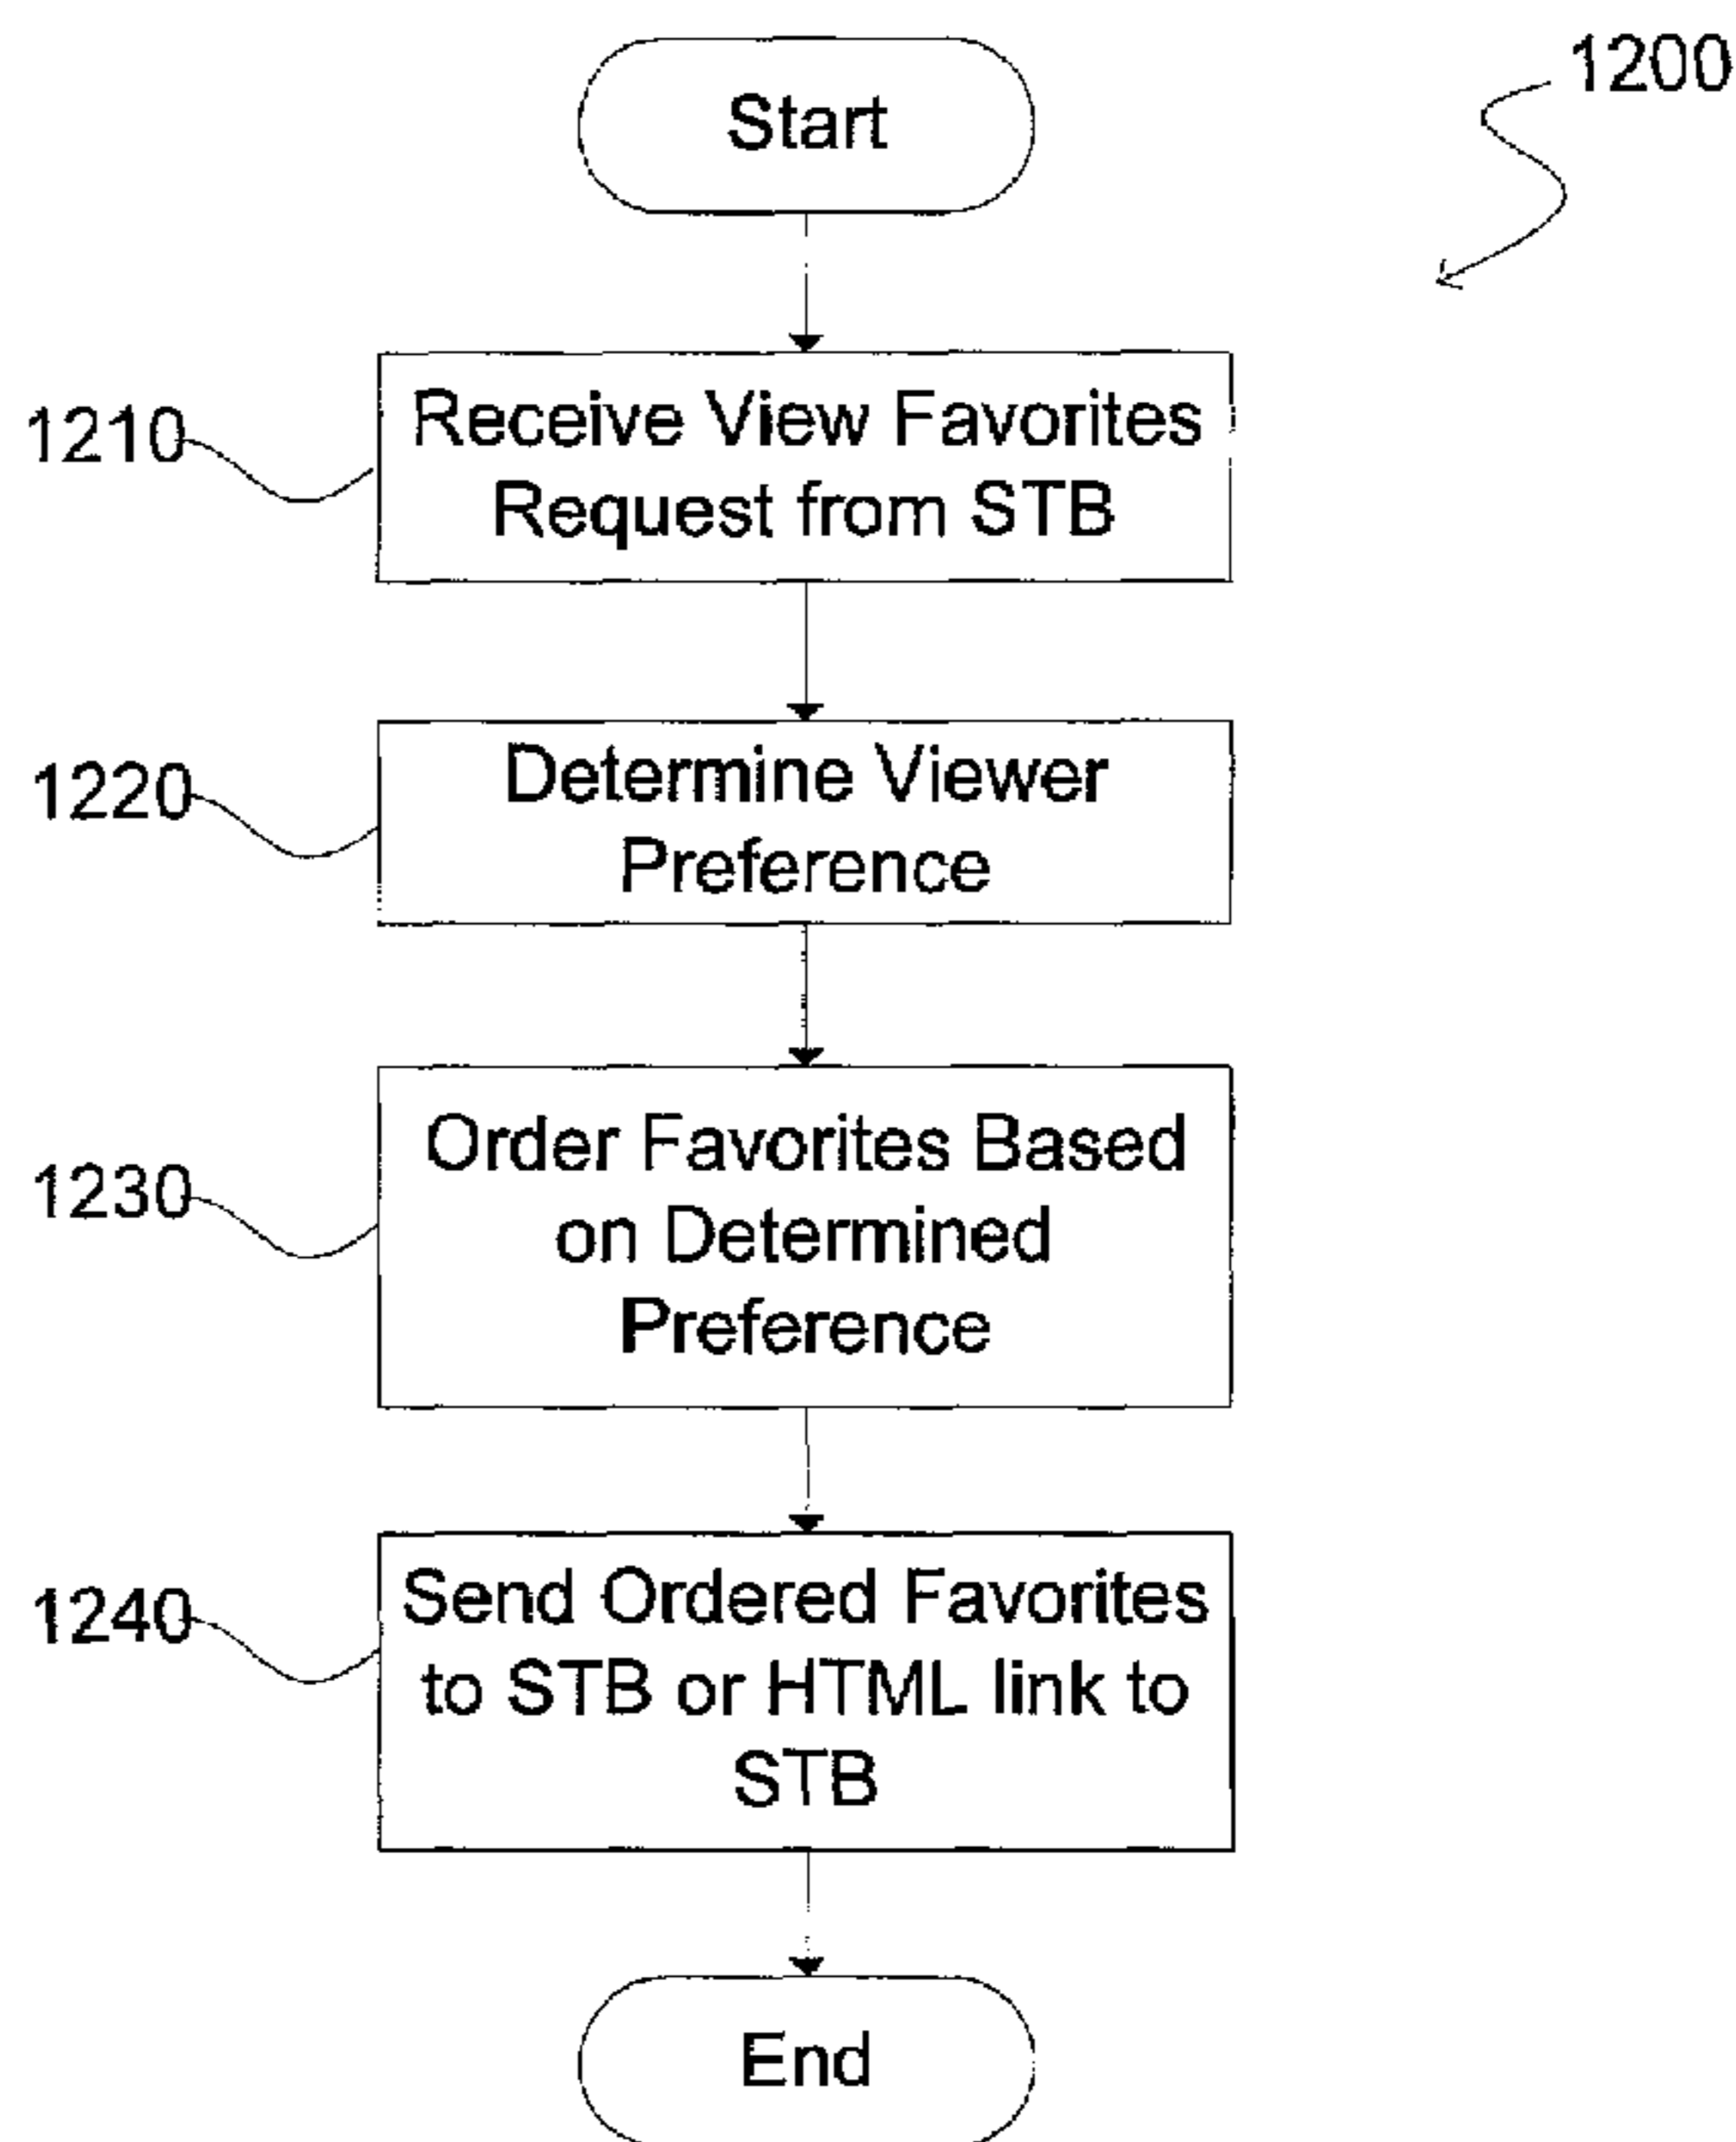 Start
1200
1210
Receive View Favorites
Request from STB
1220
Determine Viewer
Preference
1230
Order Favorites Based
on Determined
Preference
1240
Send Ordered Favorites
to STB or HTML link to
STB
End